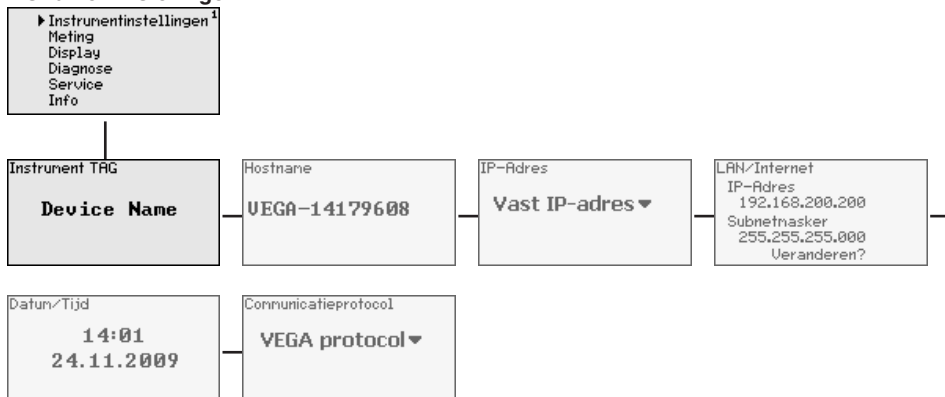 Instrumentinstellingen 1
Meting
Display
Diagnose
Service
Info
Instrument TAG
Device Name
Hostname
VEGA-14179608
IP-Adres
Vast IP-adres
LAN/Internet
IP-Adres
192.168.200.200
Subnetmasker
255.255.255.000
Veranderen?
Datum/Tijd
14:01
24.11.2009
Communicatieprotocol
VEGA protocol